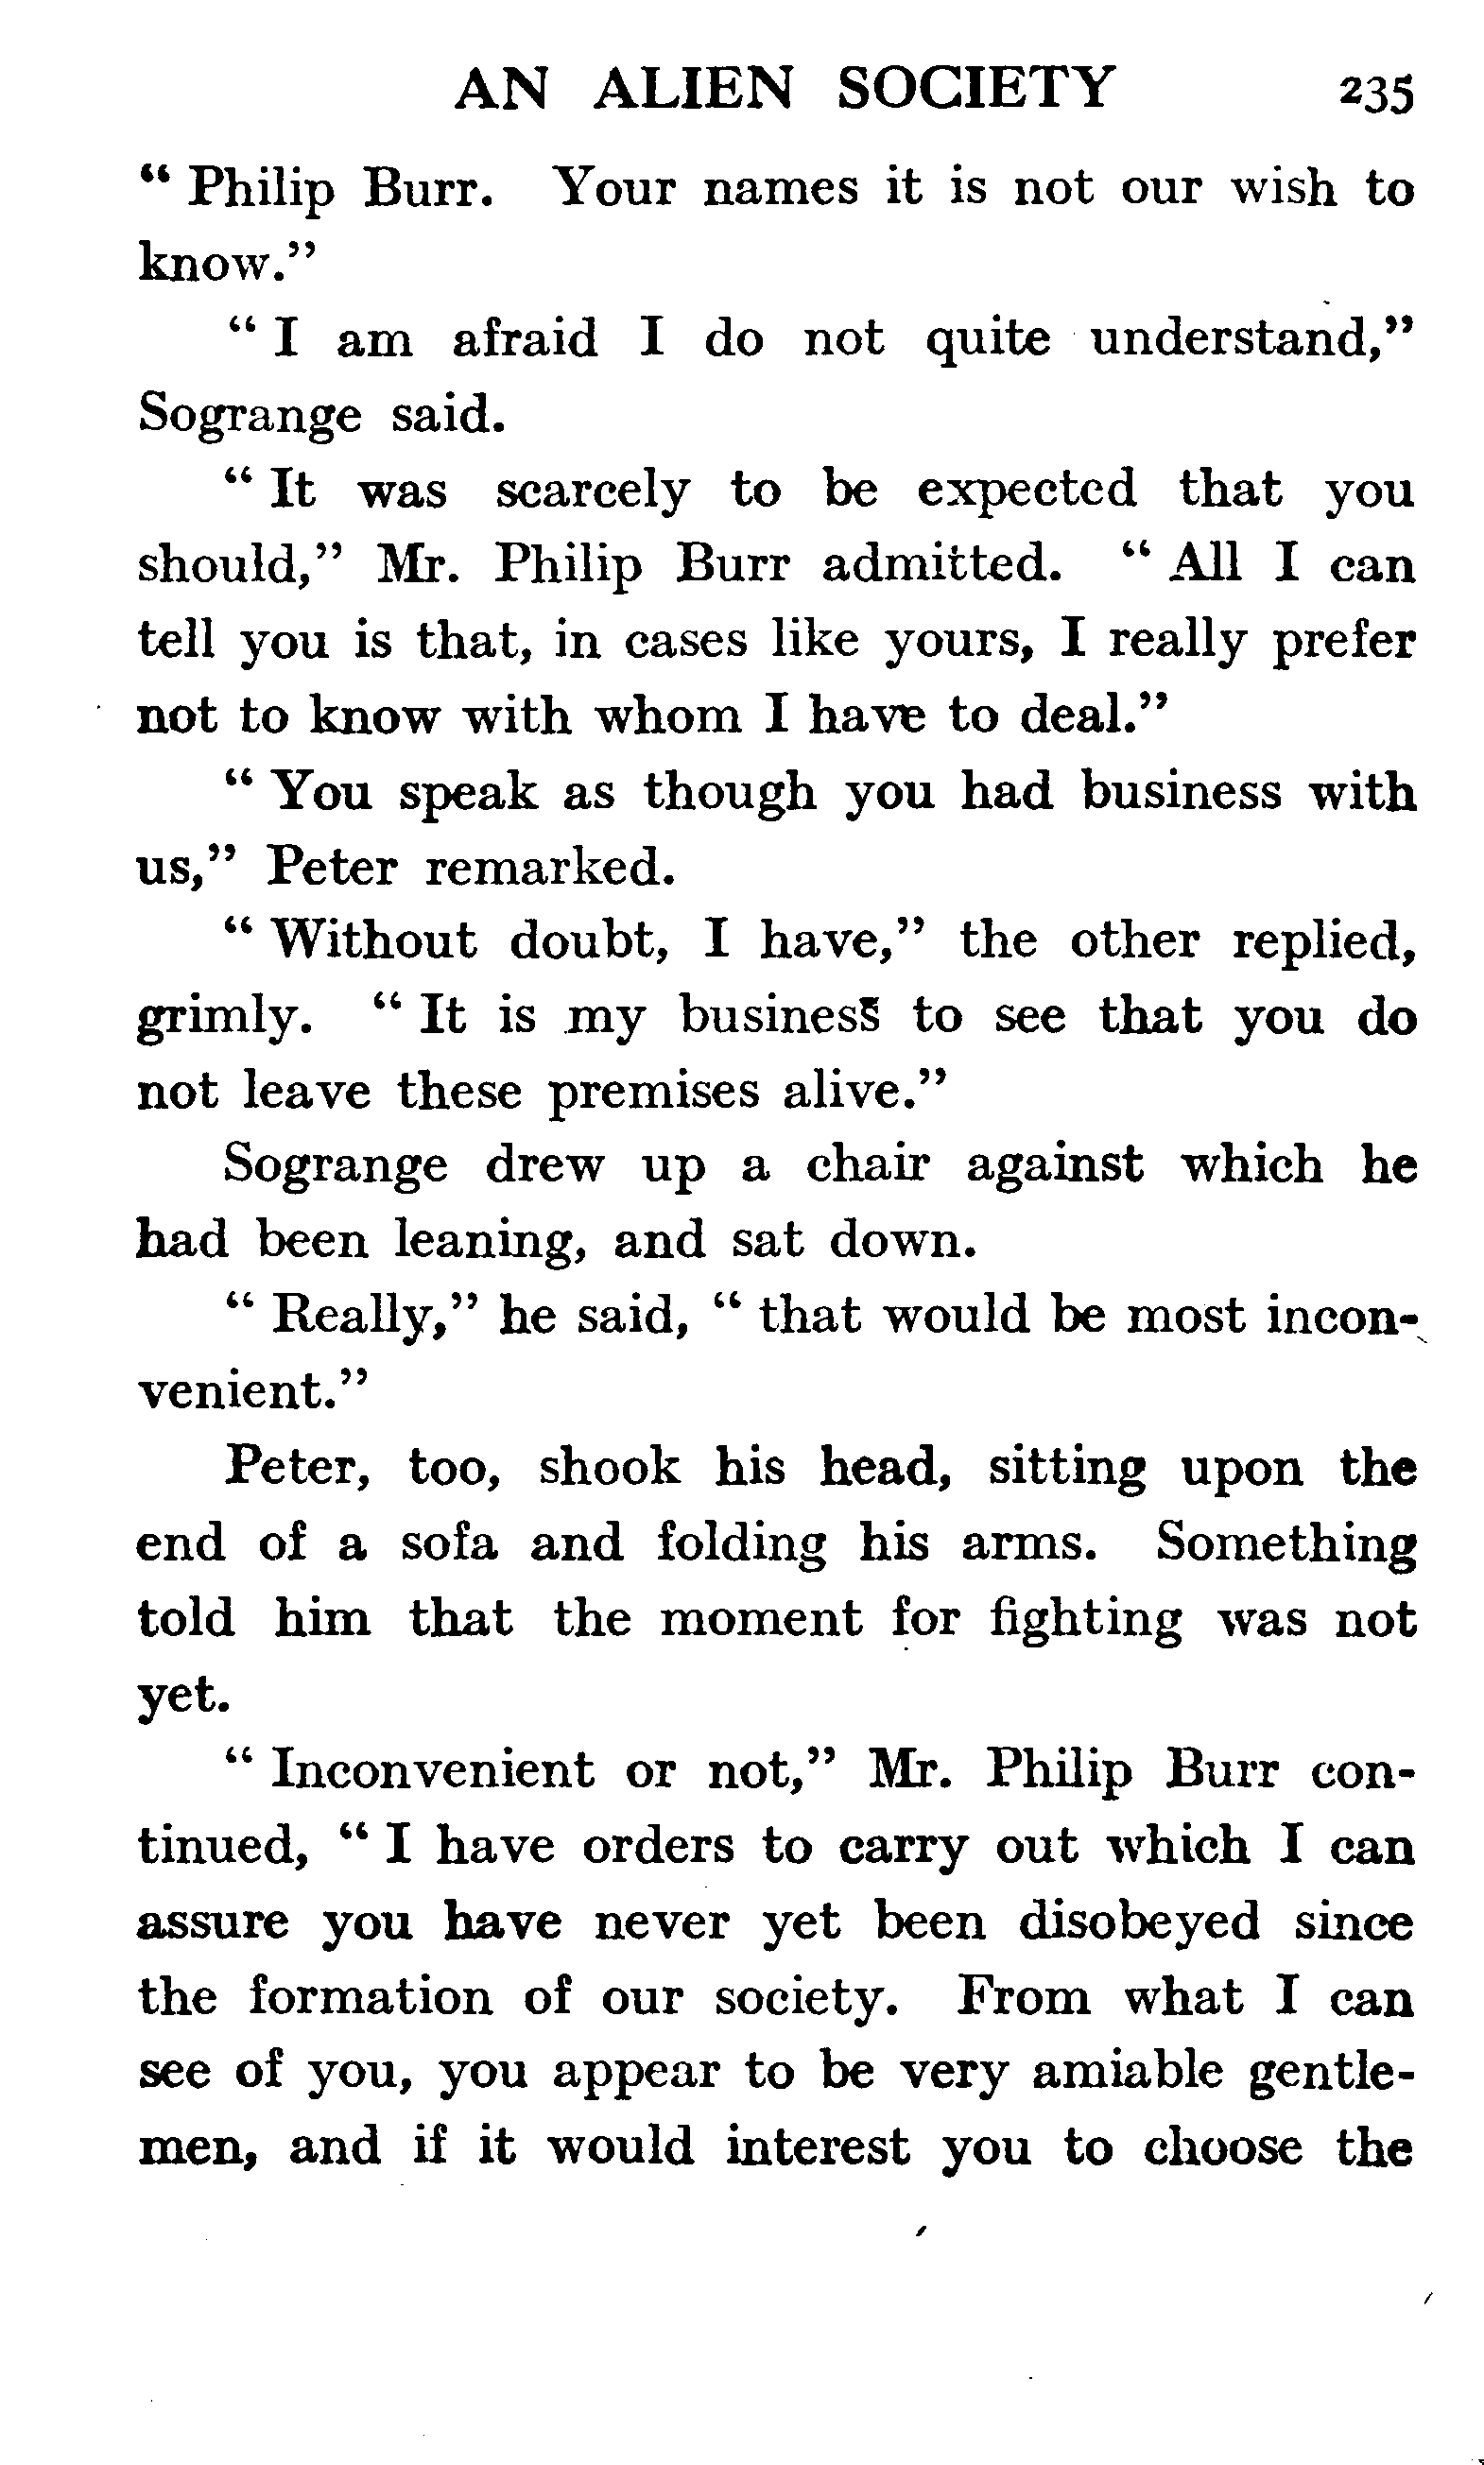 AN ALIEN SOCIETY 235
“ Philip Burr. Your names it is not our wish to
know.”
“ I am afraid I do not quite understand,”
Sogrange said.
“ It was scarcely to be expected that you
should,” Mr. Philip Burr admitted. “ All I can
tell you is that, in cases like yours, I really prefer
not to know with whom I have to deal.”
“ You speak as though you had business with
us,” Peter remarked.
“ Without doubt, I have,” the other replied,
grimly. “ It is my business to see that you do
not leave these premises alive.”
Sogrange drew up a chair against which he
had been leaning, and sat down.
“ Really,” he said, “ that would be most incon-
venient.”
Peter, too, shook his head, sitting upon the
end of a sofa and folding his arms. Something
told him that the moment for fighting was not
yet.
“ Inconvenient or not,” Mr. Philip Burr con-
tinued, “ I have orders to carry out which I can
assure you have never yet been disobeyed since
the formation of our society. From what I can
see of you, you appear to be very amiable gentle-
men, and if it would interest you to choose the